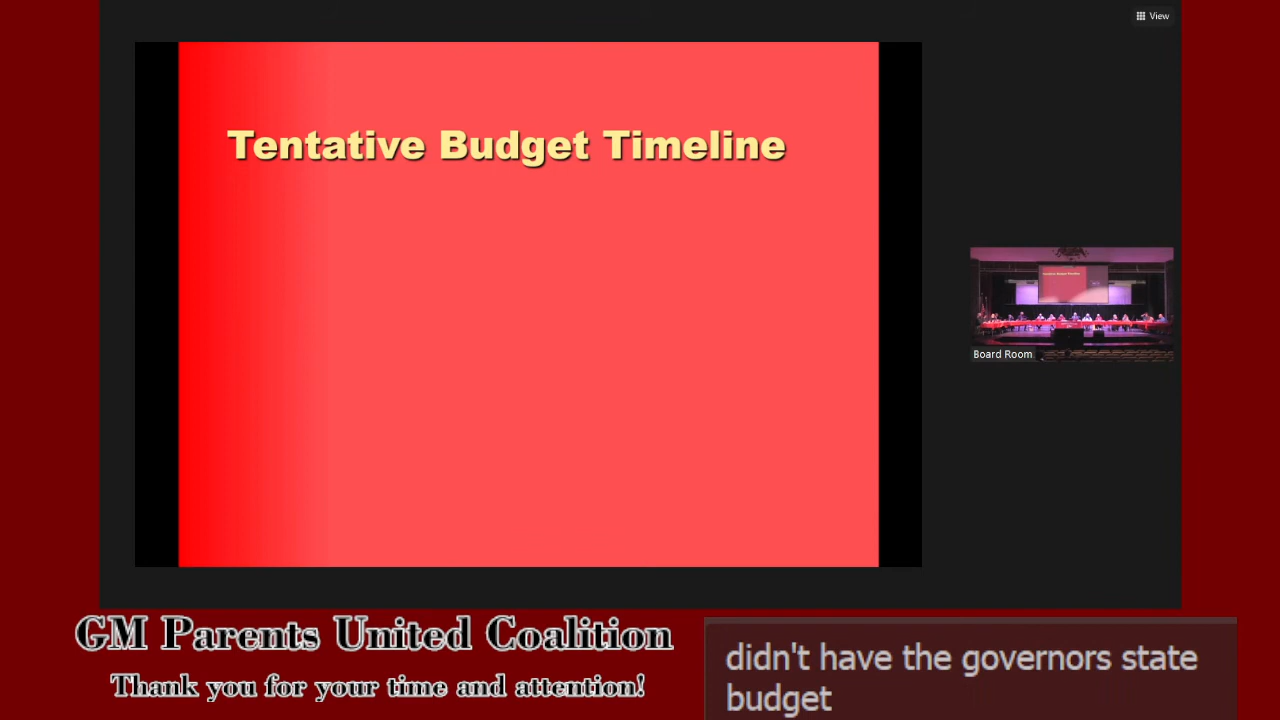 View
Tentative Budget Timeline
Board Room
GM Parents United Coalition
Thank you for your time and attention!
didn't have the governors state
budget